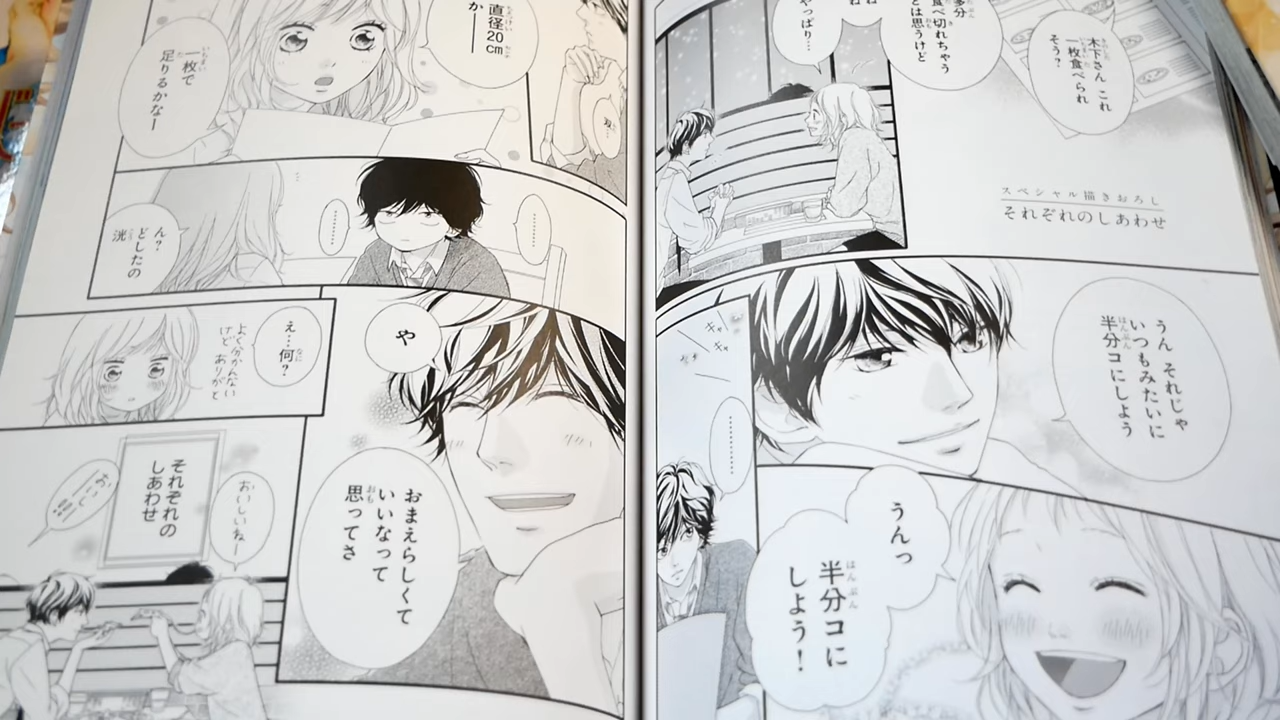 木下さん これ
一枚食べられ
そう?
多分
食べ切れちゃう
とは思うけど
やっぱり…
スペシャル描きおろし
それぞれのしあわせ
うん それじゃ
いつもみたいに
半分コにしよう
うんっ
半分コに
しよう!
キャ
キャ
…………
直径20㎝
か――
一枚で
足りるかなー
…………
…………
ん?
どしたの
洸
や
おまえらしくて
いいなって
思ってさ
え…何?
よく分かんない
けど ありがと
おいしいねー
それぞれの
しあわせ